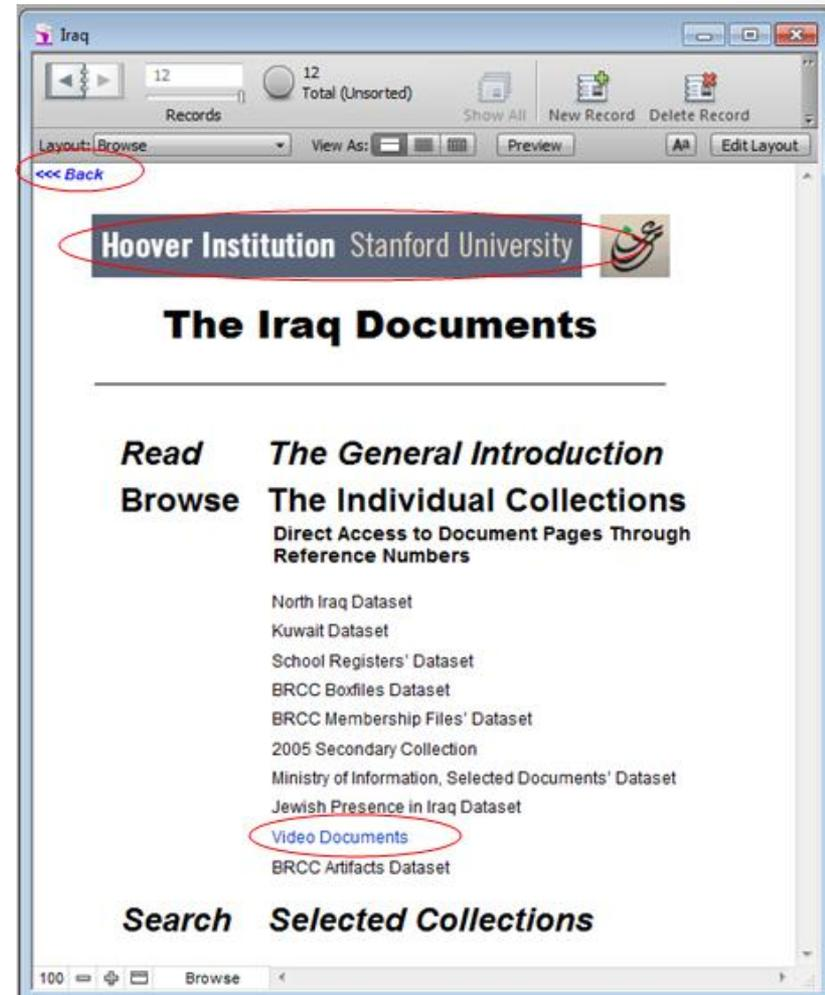 Iraq
12
12
Total (Unsorted)
Records
Show All
New Record
Delete Record
Layout: Browse
View As:
Preview
Aa
Edit Layout
<<< Back
Hoover Institution Stanford University
The Iraq Documents
Read The General Introduction
Browse The Individual Collections
Direct Access to Document Pages Through
Reference Numbers
North Iraq Dataset
Kuwait Dataset
School Registers' Dataset
BRCC Boxfiles Dataset
BRCC Membership Files' Dataset
2005 Secondary Collection
Ministry of Information, Selected Documents' Dataset
Jewish Presence in Iraq Dataset
Video Documents
BRCC Artifacts Dataset
Search Selected Collections
100 Browse